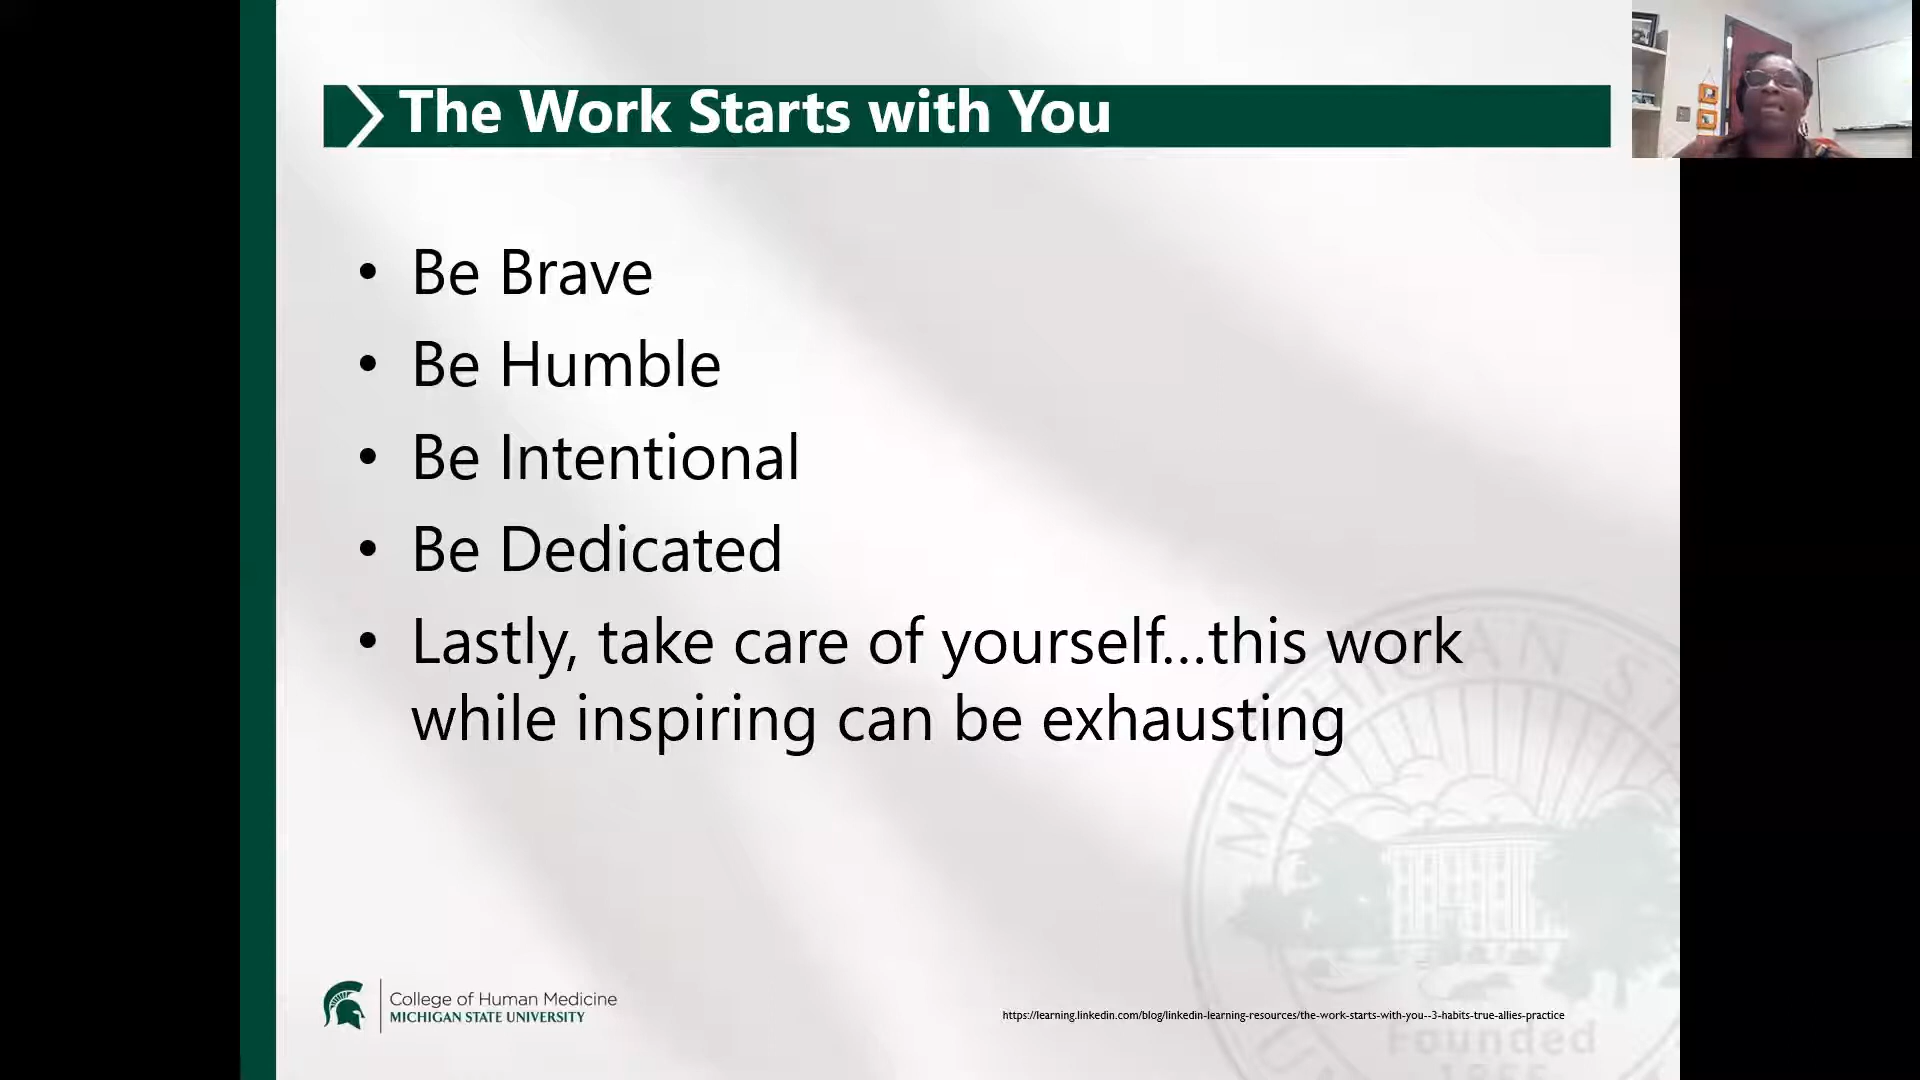 The Work Starts with You
• Be Brave
• Be Humble
• Be Intentional
• Be Dedicated
• Lastly, take care of yourself...this work
while inspiring can be exhausting
MICHIGAN ST
College of Human Medicine
MICHIGAN STATE UNIVERSITY
https://learning.linkedin.com/blog/linkedin-learning-resources/the-work-starts-with-you--3-habits-true-allies-practice
Founded